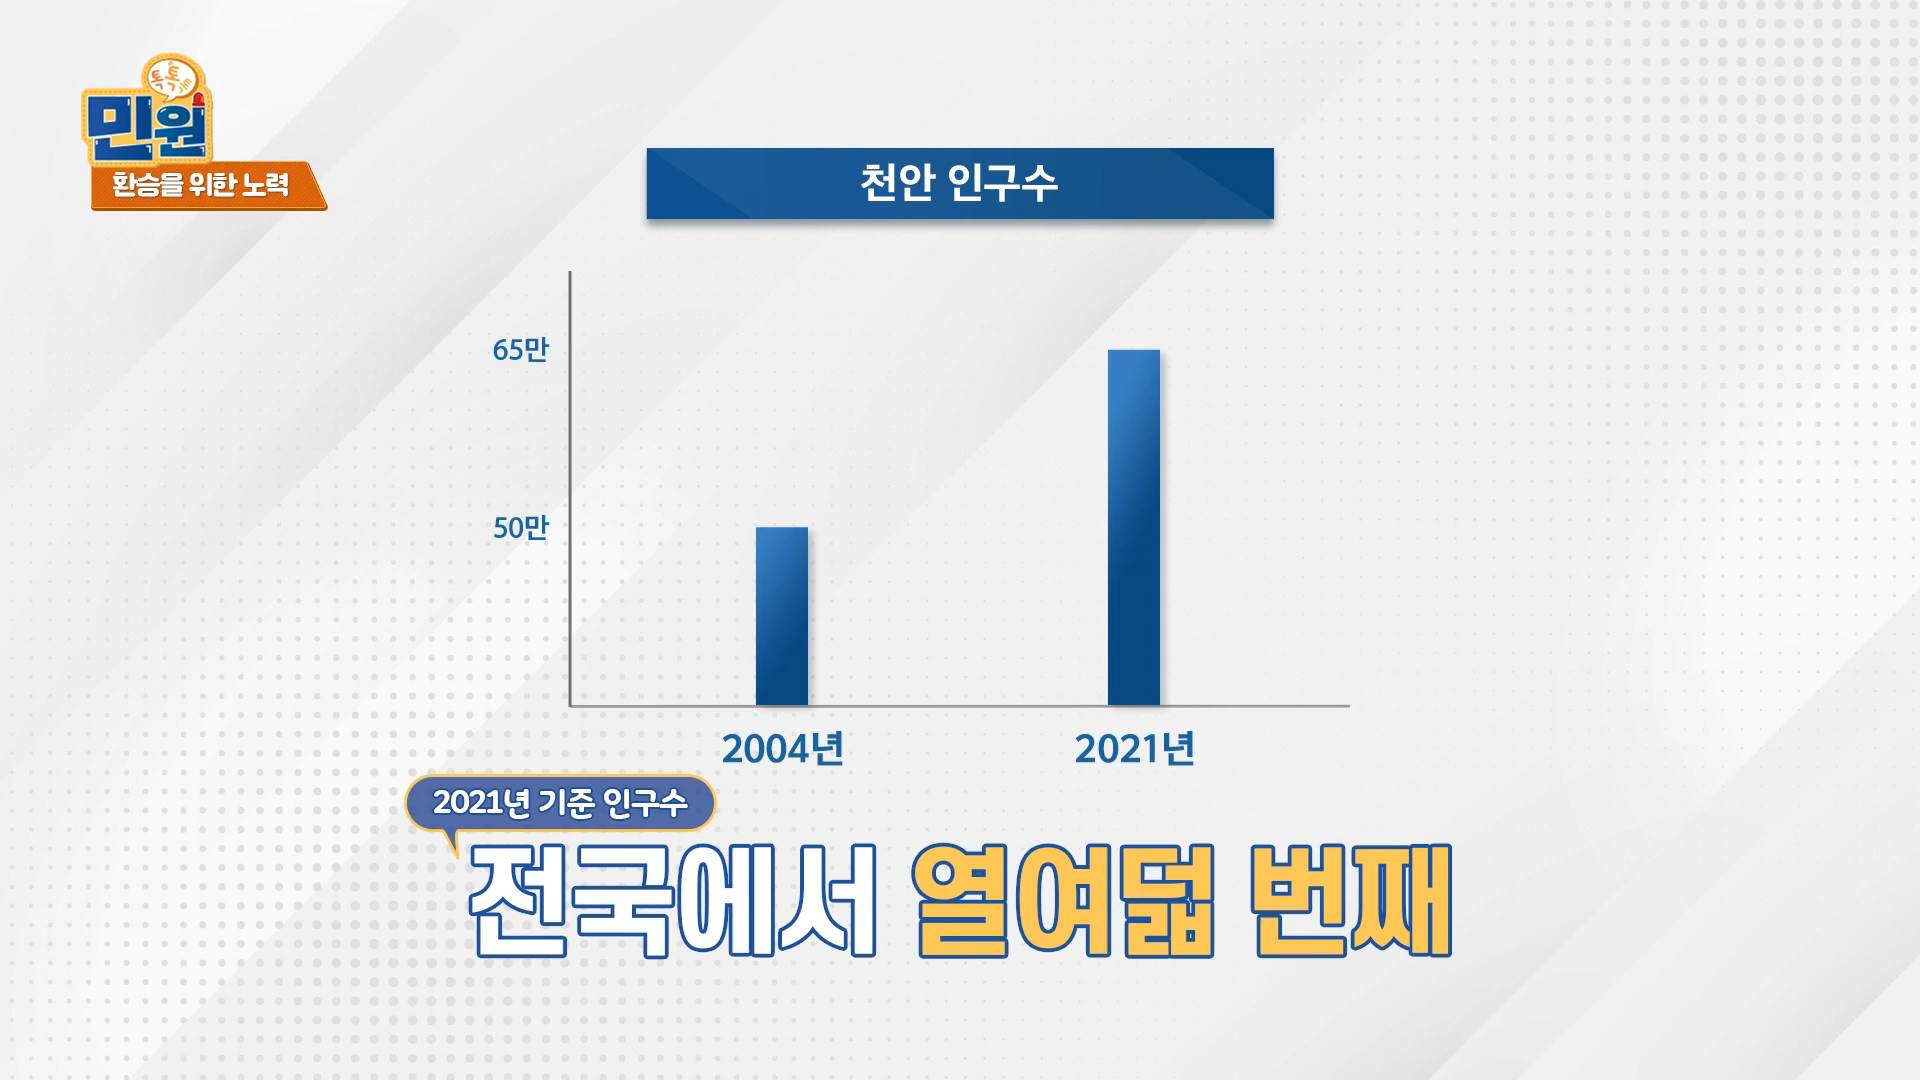 톡톡톡
민원
환승을 위한 노력
천안 인구수
65만
50만
2004년
2021년
2021년 기준 인구수
전국에서 열여덟 번째